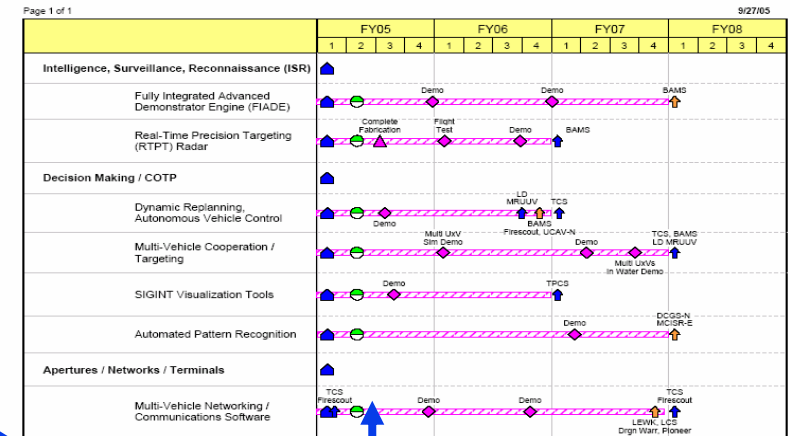 Page 1 of 1
9/27/05
FY05 FY06 FY07 FY08
1 2 3 4 1 2 3 4 1 2 3 4 1 2 3 4
Intelligence, Surveillance, Reconnaissance (ISR)
Demo Demo BAMS
Fully Integrated Advanced
Demonstrator Engine (FIADE)
Complete
Fabrication
Flight
Test
Demo
BAMS
Real-Time Precision Targeting
(RTPT) Radar
Decision Making / COTP
LD
MRUUV
TCS
Dynamic Replanning,
Autonomous Vehicle Control
Demo
BAMS
Firescout, UCAV-N
Multi UxV
Sim Demo
Demo
TCS, BAMS
LD MRUUV
Multi-Vehicle Cooperation /
Targeting
Multi UxVs
In Water Demo
Demo
TPCS
SIGINT Visualization Tools
Demo
DCGS-N
MCISR-E
Automated Pattern Recognition
Apertures / Networks / Terminals
TCS
Firescout
Demo
Demo
TCS
Firescout
Multi-Vehicle Networking /
Communications Software
LEWK, LCS
Drgn Warr, Pioneer